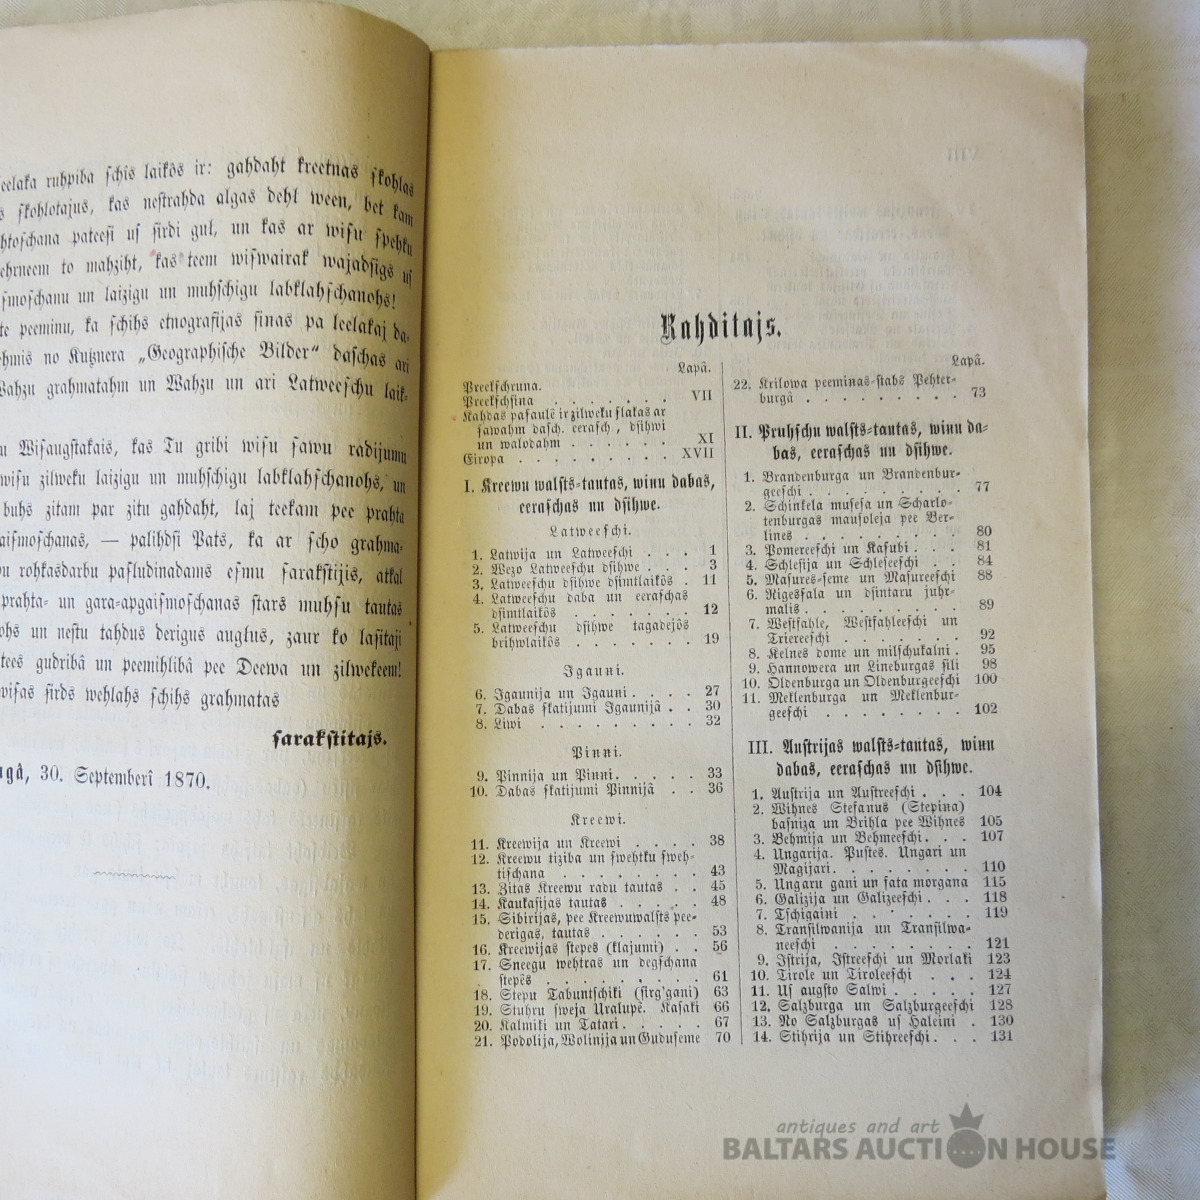 leelaka ruhpiba ſchis laikôs ir: gahdaht kreetnas ſkohlas
ſkohlotajus, kas neſtrahda algas dehl ween, bet kam
pateeſi uſ ſirdi gul, un kas ar wiſu ſpehku
to mahziht, kas teem wiſwairak wajadſigs uſ
un laizigu un muhſchigu labklahſchanohs!
peeminu, ka ſchihs etnografijas ſinas pa leelakaj da-
no Kutznera „Geographiſche Bilder“ daſchas ari
Wahzu grahmatahm un Wahzu un ari Latweeſchu laik-
Wiſaugſtakais, kas Tu gribi wiſu ſawu radijumu
wiſu zilweku laizigu un muhſchigu labklahſchanohs, un
buhs zitam par zitu gahdaht, laj teekam pee prahta
— palihdſi Pats, ka ar ſcho grahma-
rohkasdarbu paſludinadams eſmu ſarakſtijis, atkal
prahta- un gara-apgaiſmoſchanas ſtars muhſu tautas
un neſtu tahdus derigus auglus, zaur ko laſitaji
gudribâ un peemihlibâ pee Deewa un zilwekeem!
ſirds wehlahs ſchihs grahmatas
ſarakſtitajs.
30. Septemberî 1870.
Rahditajs.
Lapâ.
Preekſchruna.
Preekſchſina . . . . . . . VII
Kahdas paſaulê ir zilweku ſlakas ar
ſawahm daſch. eeraſch., dſihwi
un walodahm . . . . . . XI
Eiropa . . . . . . . . . XVII
I. Kreewu walſts-tautas, winu dabas,
eeraſchas un dſihwe.
Latweeſchi.
1. Latwija un Latweeſchi . . . 1
2. Wezo Latweeſchu dſihwe . . . 3
3. Latweeſchu dſihwe dſimtlaikôs . 11
4. Latweeſchu daba un eeraſchas
dſimtlaikôs . . . . . . . 12
5. Latweeſchu dſihwe tagadejôs
brihwlaikôs . . . . . . . 19
Igauni.
6. Igaunija un Igauni . . . . 27
7. Dabas ſkatijumi Igaunijâ . . 30
8. Liwi . . . . . . . . 32
Pinni.
9. Pinnija un Pinni. . . . . 33
10. Dabas ſkatijumi Pinnijâ . . 36
Kreewi.
11. Kreewija un Kreewi . . . . 38
12. Kreewu tiziba un ſwehtku ſweh-
tiſchana . . . . . . . . 43
13. Zitas Kreewu radu tautas . . 45
14. Kaukaſijas tautas . . . . . 48
15. Sibirijas, pee Kreewuwalſts pee-
derigas, tautas . . . . . . 53
16. Kreewijas ſtepes (klajumi) . . 56
17. Sneegu wehtras un degſchana
ſtepês . . . . . . . . . 61
18. Stepu Tabuntſchiki (ſirg'gani) 63
19. Stuhru ſweja Uralupê. Kaſaki 66
20. Kalmiki un Tatari . . . . . 67
21. Podolija, Wolinija un Guduſeme 70
Lapâ.
22. Krilowa peeminas-ſtabs Pehter-
burgâ . . . . . . . . . 73
II. Pruhſchu walſts-tautas, winu da-
bas, eeraſchas un dſihwe.
1. Brandenburga un Brandenbur-
geeſchi . . . . . . . . . 77
2. Schinkela muſeſa un Scharlo-
tenburgas mauſoleja pee Ber-
lines . . . . . . . . . 80
3. Pomereeſchi un Kaſubi . . . 81
4. Schleſija un Schleſeeſchi . . . 84
5. Maſures-ſeme un Maſureeſchi 88
6. Nigeſſala un dſintaru juhr-
malis . . . . . . . . . 89
7. Weſtfahle, Weſtfahleeſchi un
Triereeſchi . . . . . . . 92
8. Kelnes dome un milſchukalni . 95
9. Hannowera un Lineburgas ſili 98
10. Oldenburga un Oldenburgeeſchi 100
11. Meklenburga un Meklenbur-
geeſchi . . . . . . . . 102
III. Auſtrijas walſts-tautas, winu
dabas, eeraſchas un dſihwe.
1. Auſtrija un Auſtreeſchi . . . 104
2. Wihnes Stefanus (Stepina)
baſniza un Brihla pee Wihnes 105
3. Behmija un Behmeeſchi . . . 107
4. Ungarija. Puſtes. Ungari un
Magijari. . . . . . . . 110
5. Ungaru gani un fata morgana 115
6. Galizija un Galizeeſchi . . . 118
7. Tſchigaini . . . . . . . 119
8. Tranſilwanija un Tranſilwa-
neeſchi . . . . . . . . 121
9. Iſtrija, Iſtreeſchi un Morlaki 123
10. Tirole un Tiroleeſchi . . . 124
11. Uſ augſto Salwi . . . . . 127
12. Salzburga un Salzburgeeſchi 128
13. No Salzburgas uſ Haleini . 130
14. Stihrija un Stihreeſchi . . . 131
antiques and art
BALTARS AUCTION HOUSE